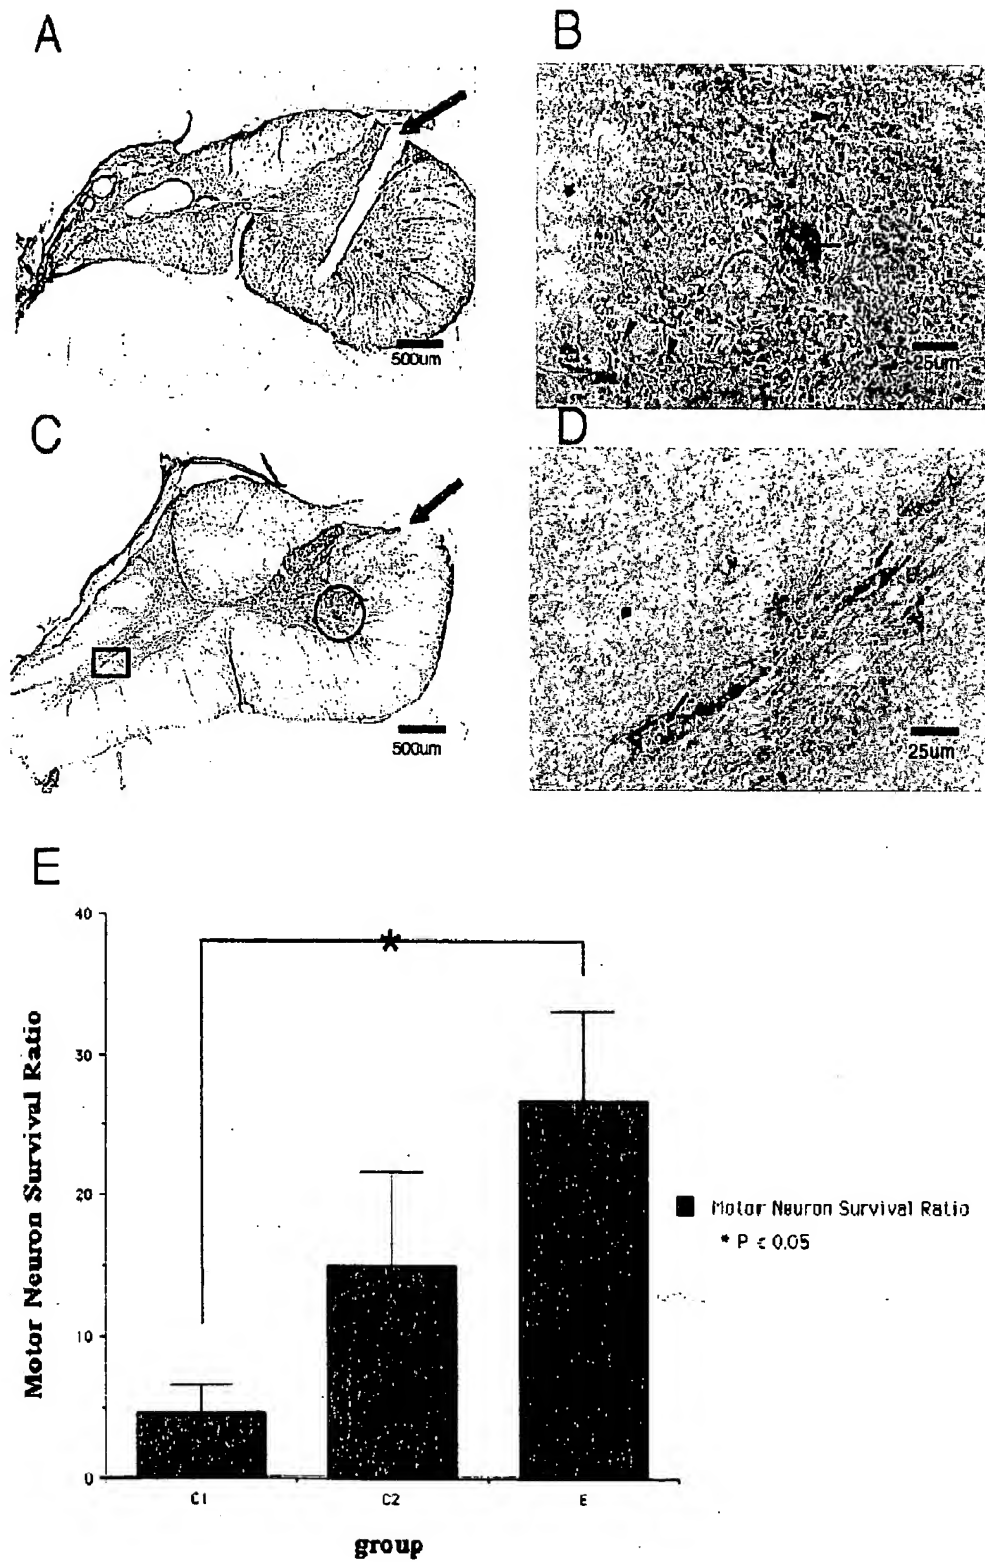 A
B
500um
25um
C
D
500um
25um
E
Motor Neuron Survival Ratio
40
30
20
10
0
*
C1
C2
E
group
Motor Neuron Survival Ratio
* P ≤ 0.05